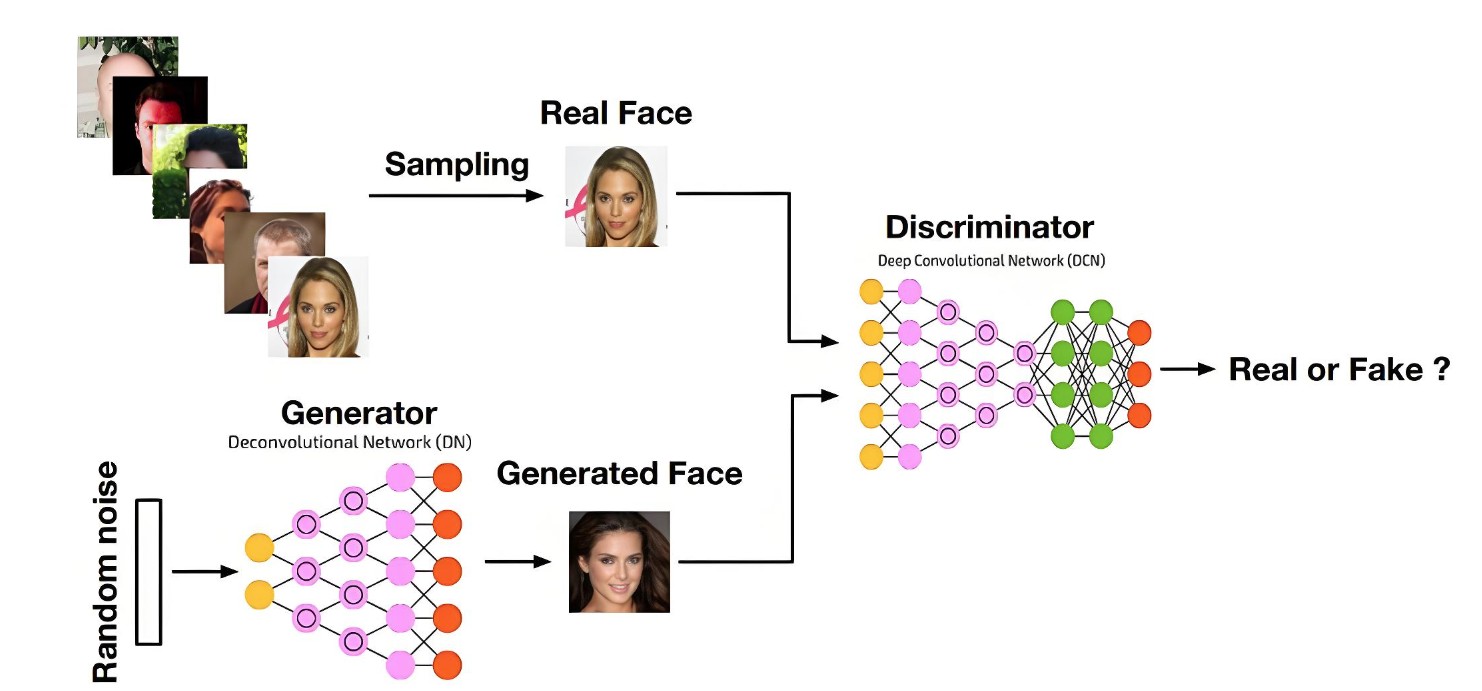 Real Face
Sampling
Discriminator
Deep Convolutional Network (DCN)
Real or Fake ?
Generator
Deconvolutional Network (DN)
Generated Face
Random noise